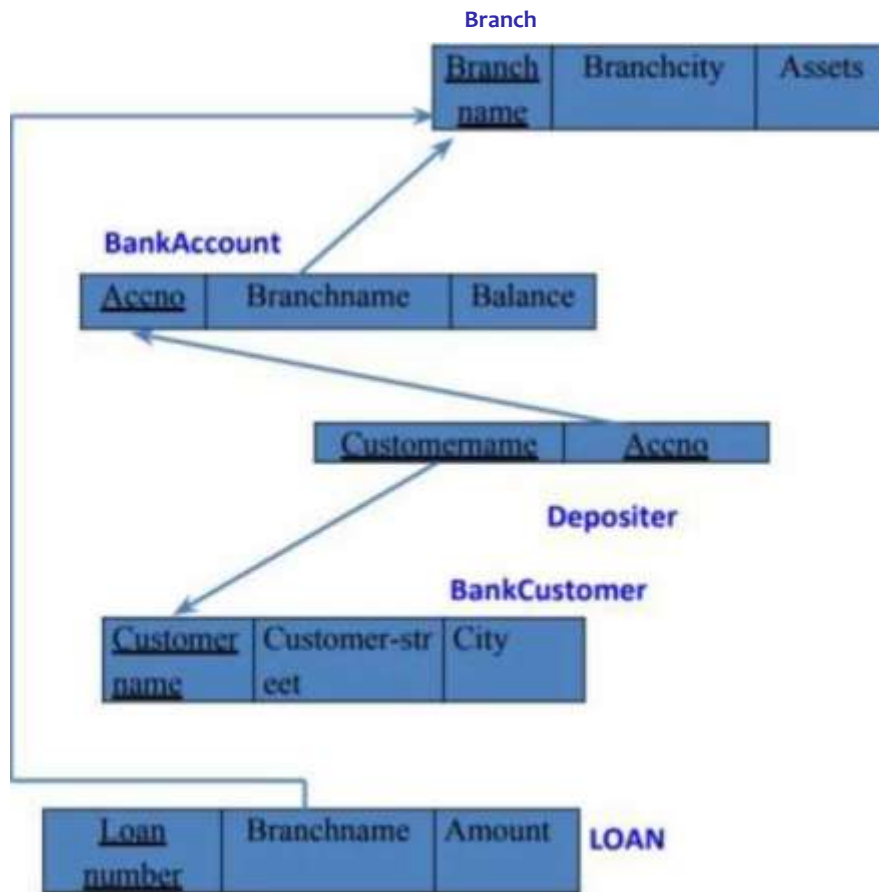 Branch
Branch Branchcity Assets
name
BankAccount
Accno Branchname Balance
Customername Accno
Depositer
BankCustomer
Customer Customer-str City
name eet
Loan Branchname Amount
number
LOAN